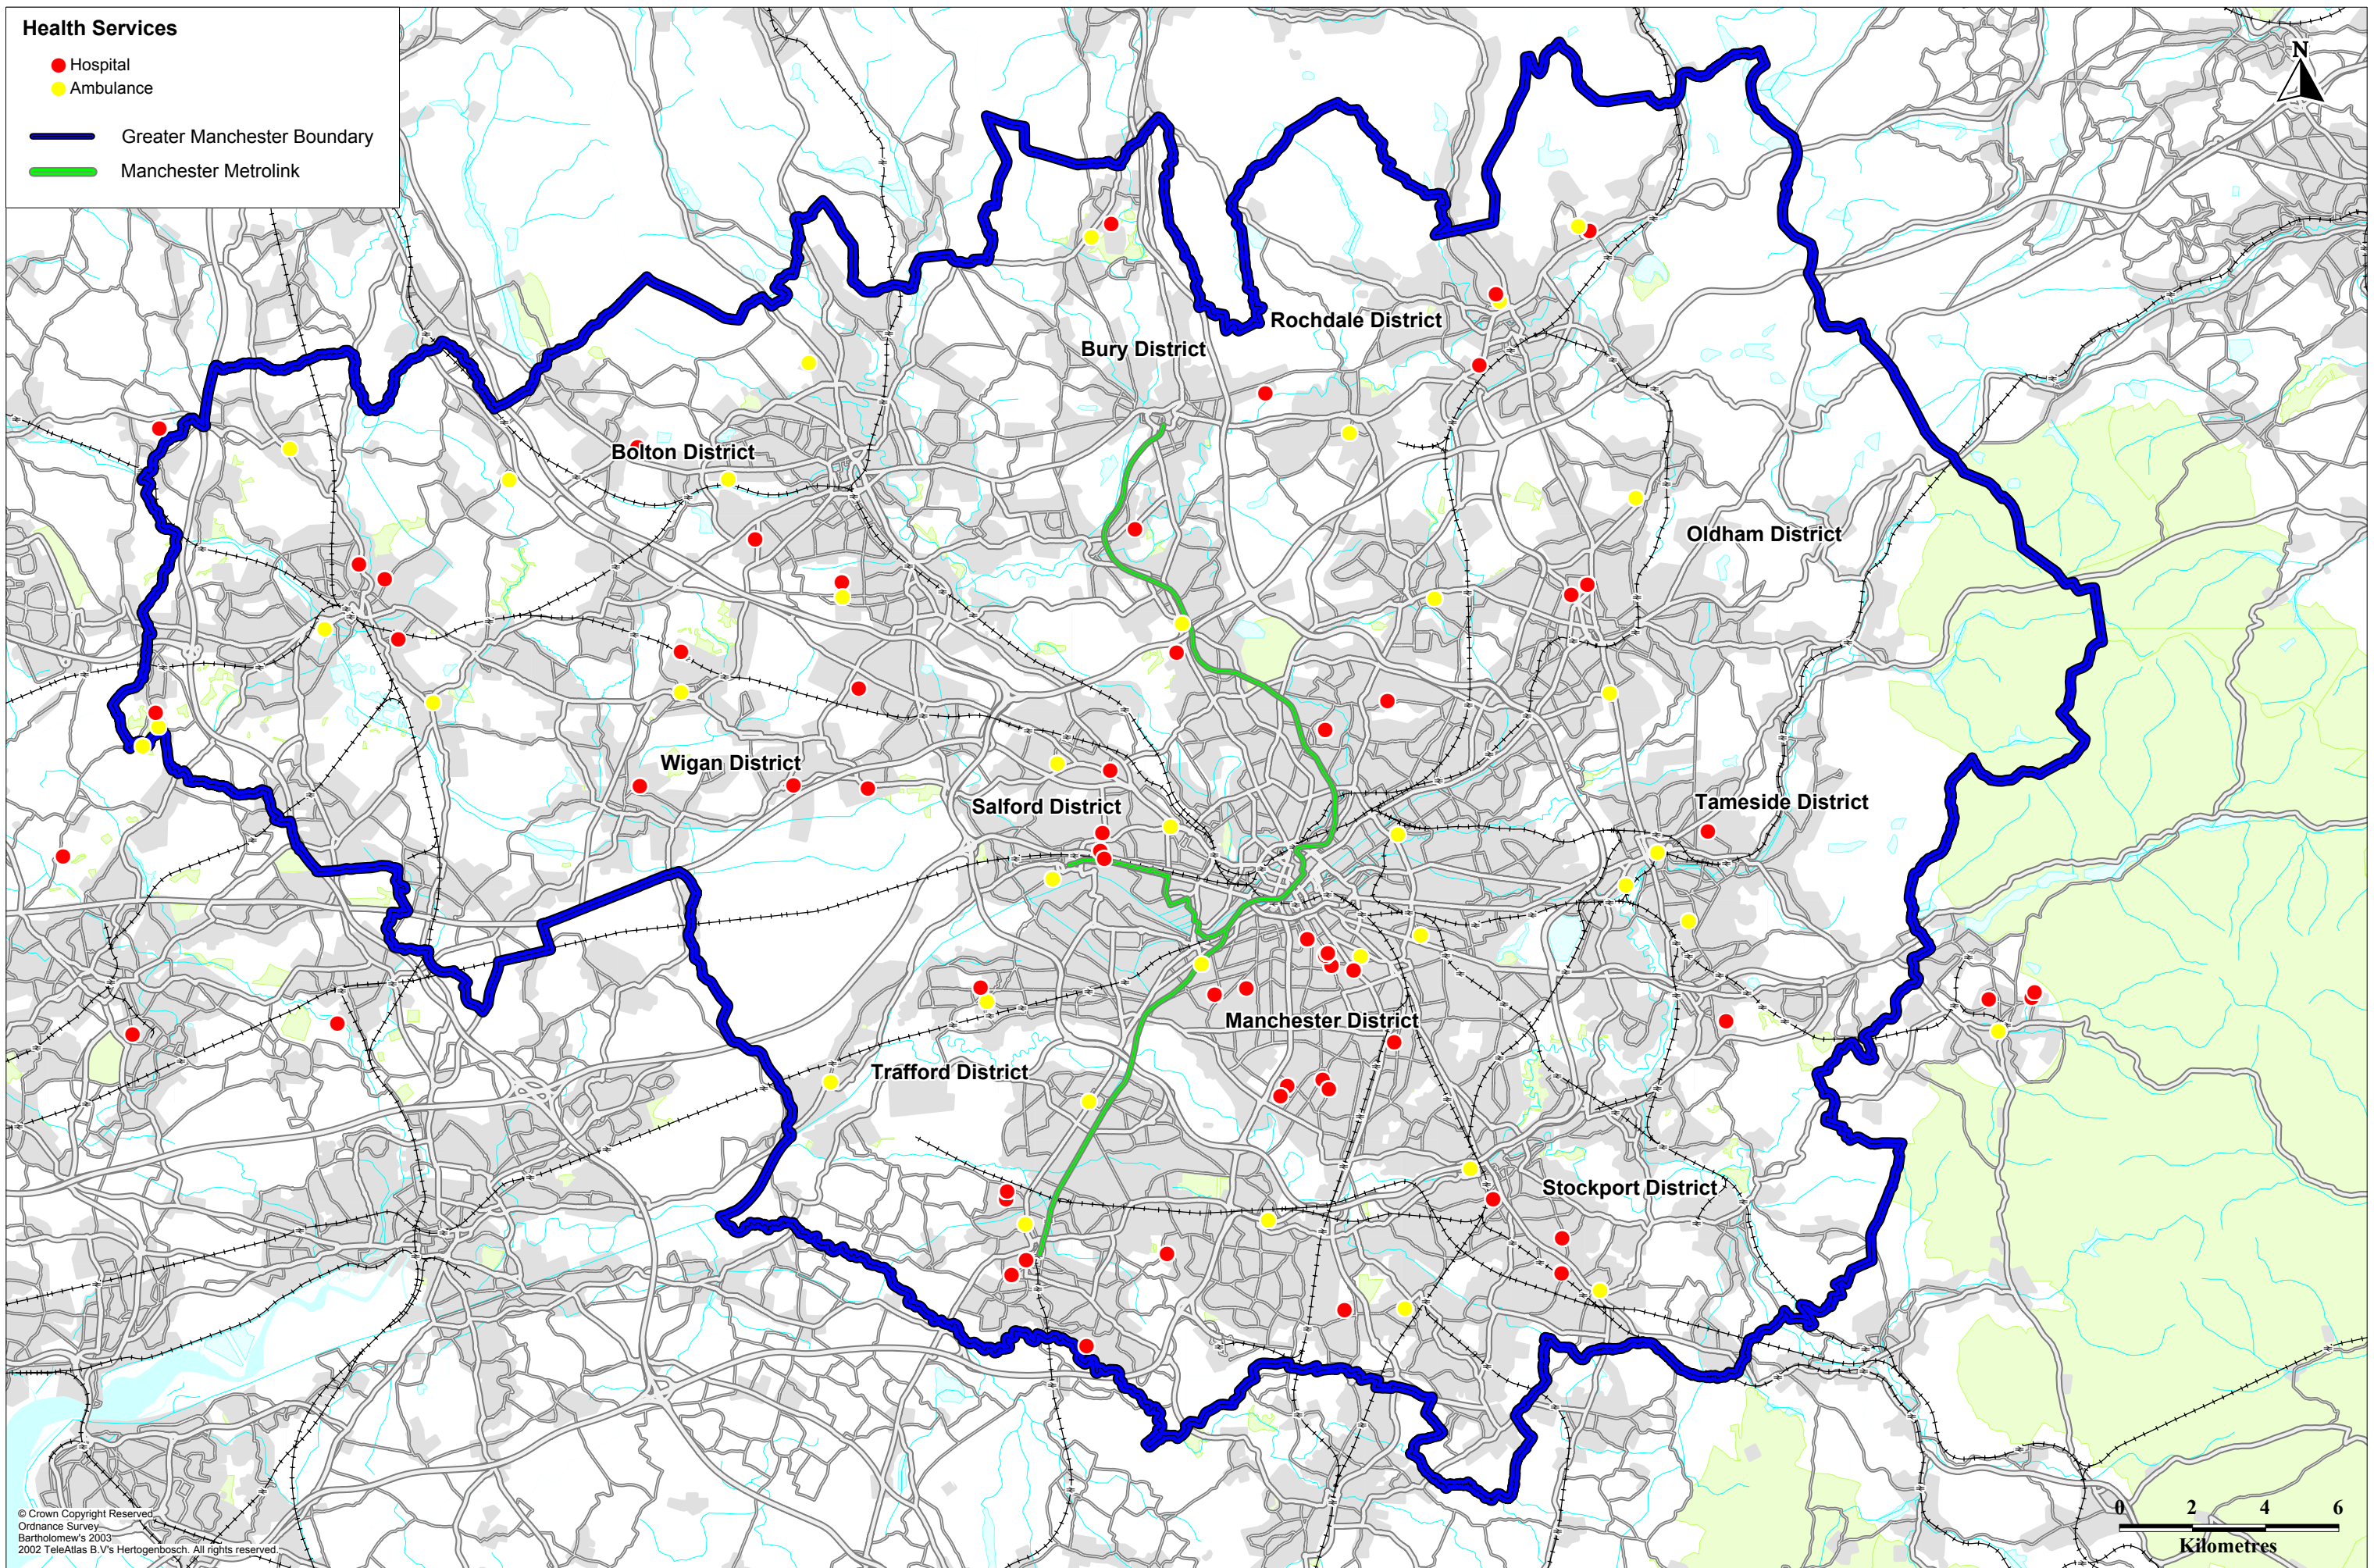 Health Services
Hospital
Ambulance
Greater Manchester Boundary
Manchester Metrolink
N
Rochdale District
Bury District
Bolton District
Oldham District
Wigan District
Tameside District
Salford District
Manchester District
Trafford District
Stockport District
© Crown Copyright Reserved
Ordnance Survey
Bartholomew's 2003
2002 TeleAtlas B.V's Hertogenbosch. All rights reserved.
0 2 4 6
Kilometres